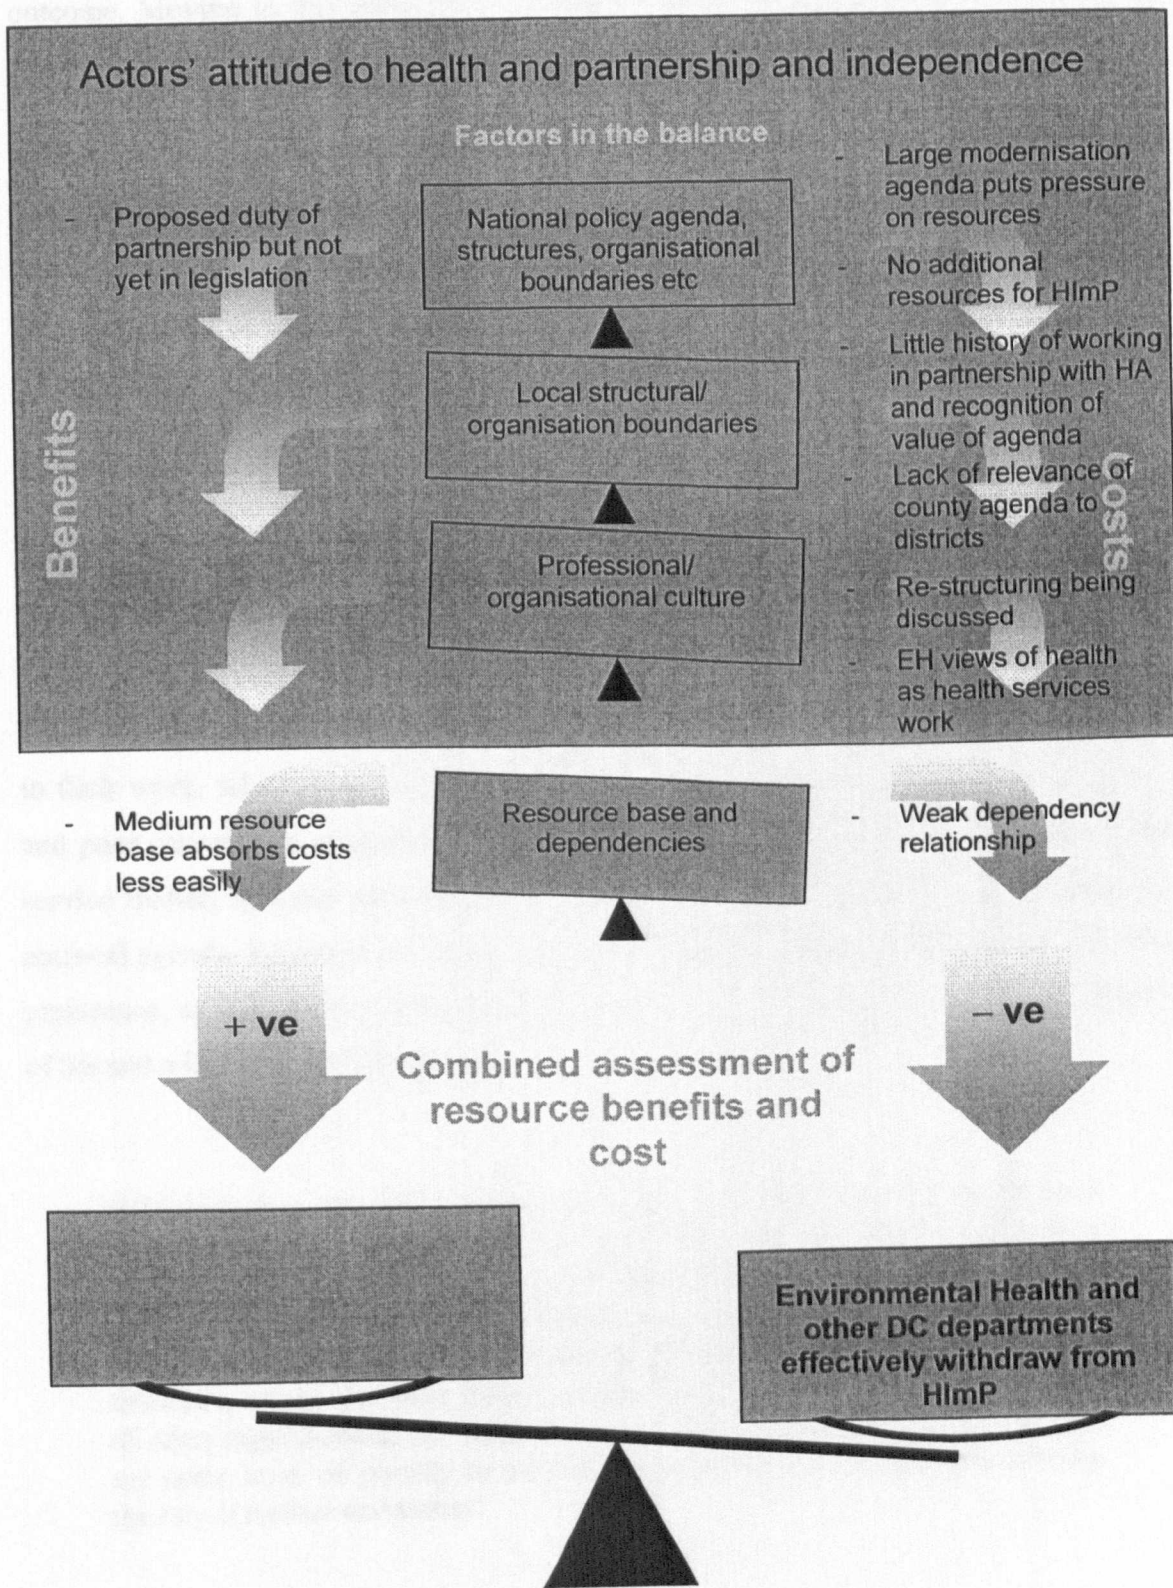 Actors' attitude to health and partnership and independence
Factors in the balance
- Proposed duty of
partnership but not
yet in legislation
National policy agenda,
structures, organisational
boundaries etc
- Large modernisation
agenda puts pressure
on resources
- No additional
resources for HImP
Benefits
Local structural/
organisation boundaries
- Little history of working
in partnership with HA
and recognition of
value of agenda
- Lack of relevance of
county agenda to
districts
Costs
Professional/
organisational culture
- Re-structuring being
discussed
- EH views of health
as health services
work
- Medium resource
base absorbs costs
less easily
Resource base and
dependencies
- Weak dependency
relationship
+ ve
– ve
Combined assessment of
resource benefits and
cost
Environmental Health and
other DC departments
effectively withdraw from
HImP